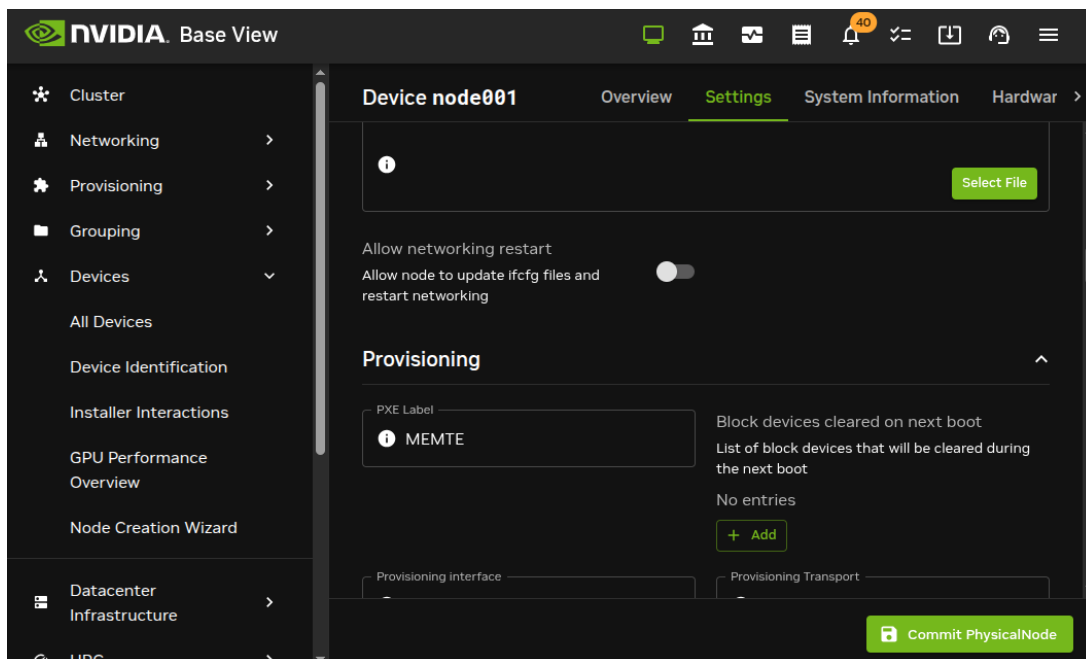 NVIDIA. Base View
40
Cluster
Networking
Provisioning
Grouping
Devices
All Devices
Device Identification
Installer Interactions
GPU Performance
Overview
Node Creation Wizard
Datacenter
Infrastructure
HPC
Device node001
Overview
Settings
System Information
Hardwar
Select File
Allow networking restart
Allow node to update ifcfg files and
restart networking
Provisioning
PXE Label
MEMTE
Block devices cleared on next boot
List of block devices that will be cleared during
the next boot
No entries
+ Add
Provisioning interface
Provisioning Transport
Commit PhysicalNode